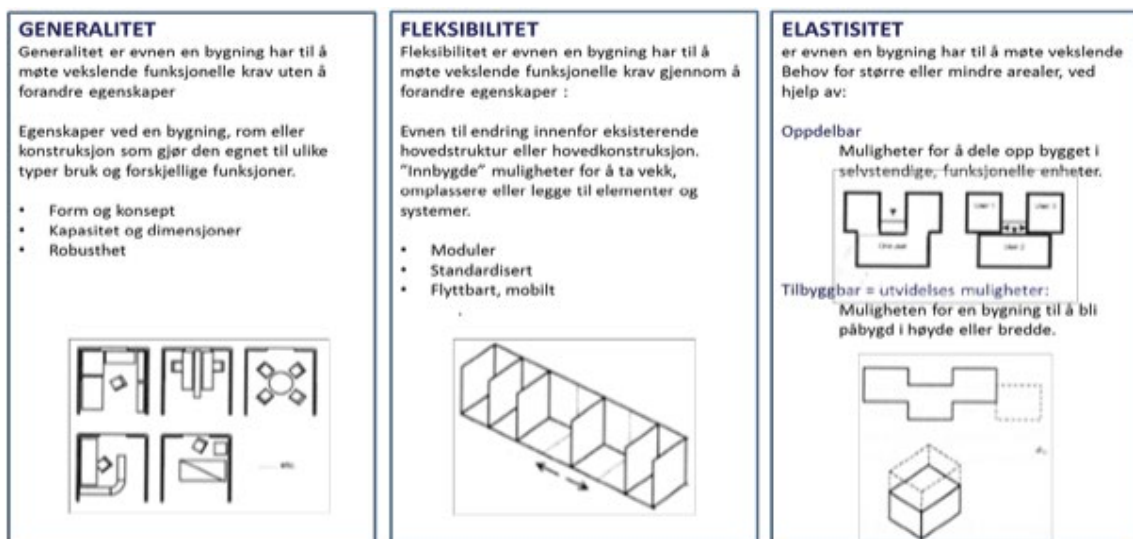 GENERALITET
Generalitet er evnen en bygning har til å
møte vekslende funksjonelle krav uten å
forandre egenskaper
Egenskaper ved en bygning, rom eller
konstruksjon som gjør den egnet til ulike
typer bruk og forskjellige funksjoner.
• Form og konsept
• Kapasitet og dimensjoner
• Robusthet
FLEKSIBILITET
Fleksibilitet er evnen en bygning har til å
møte vekslende funksjonelle krav gjennom å
forandre egenskaper :
Evnen til endring innenfor eksisterende
hovedstruktur eller hovedkonstruksjon.
"Innbygde" muligheter for å ta vekk,
omplassere eller legge til elementer og
systemer.
• Moduler
• Standardisert
• Flyttbart, mobilt
ELASTISITET
er evnen en bygning har til å møte vekslende
Behov for større eller mindre arealer, ved
hjelp av:
Oppdelbar
Muligheter for å dele opp bygget i
selvstendige, funksjonelle enheter.
Tilbyggbar = utvidelses muligheter:
Muligheten for en bygning til å bli
påbygd i høyde eller bredde.